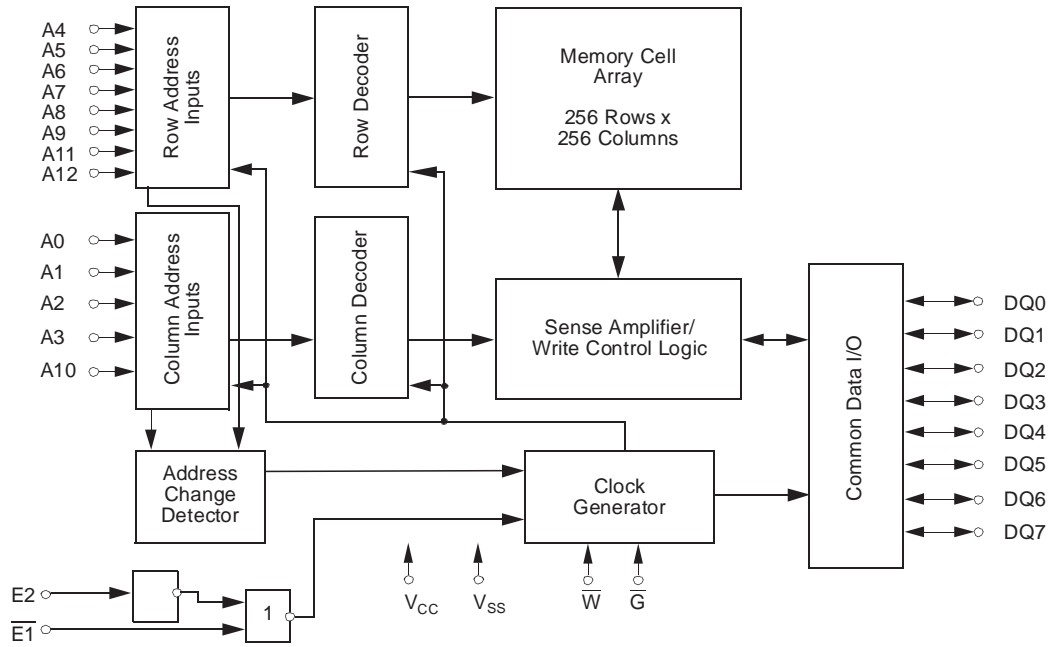 A4
A5
A6
A7
A8
A9
A11
A12
Row Address
Inputs
Row Decoder
Memory Cell
Array
256 Rows x
256 Columns
A0
A1
A2
A3
A10
Column Address
Inputs
Column Decoder
Sense Amplifier/
Write Control Logic
Common Data I/O
DQ0
DQ1
DQ2
DQ3
DQ4
DQ5
DQ6
DQ7
Address
Change
Detector
Clock
Generator
VCC
VSS
W
G
E2
E1
1